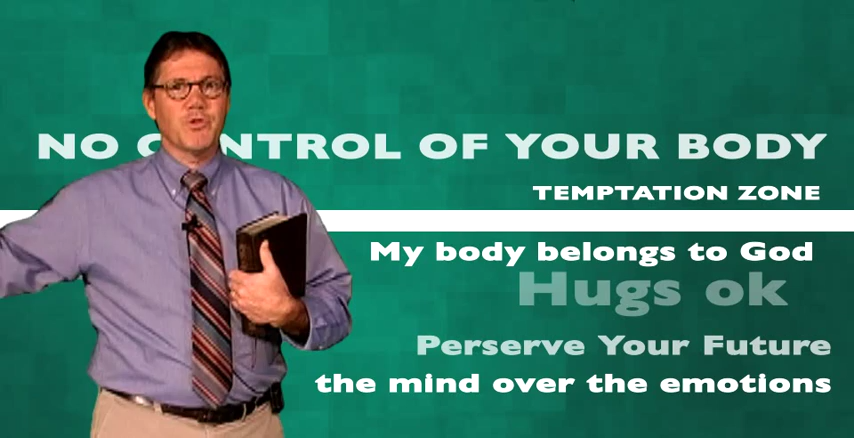 NO CONTROL OF YOUR BODY
TEMPTATION ZONE
My body belongs to God
Hugs ok
Perserve Your Future
the mind over the emotions